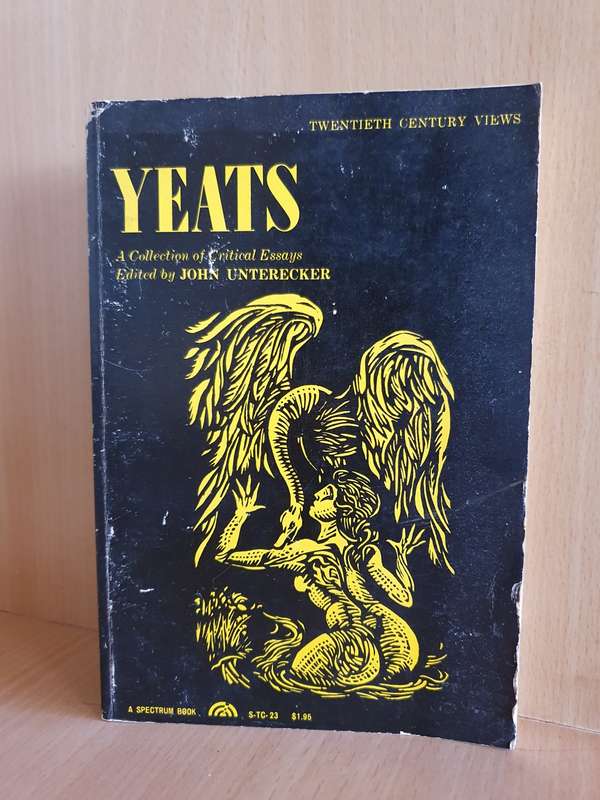 TWENTIETH CENTURY VIEWS
YEATS
A Collection of Critical Essays
Edited by JOHN UNTERECKER
A SPECTRUM BOOK S-TC-23 $1.95